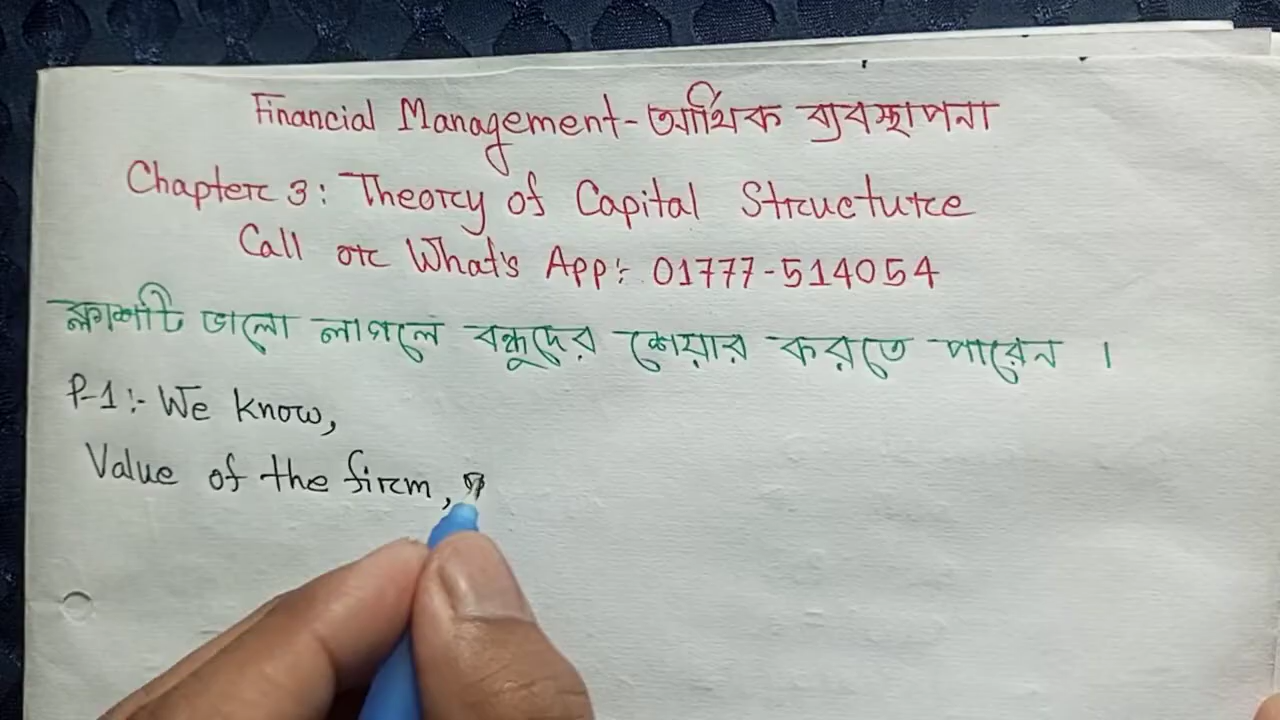 Financial Management-আর্থিক ব্যবস্থাপনা
Chapter 3: Theory of Capital Structure
Call or What's App:- 01777-514054
ক্লাশটি ভালো লাগলে বন্ধুদের শেয়ার করতে পারেন ।
P-1:- We know,
Value of the firm,